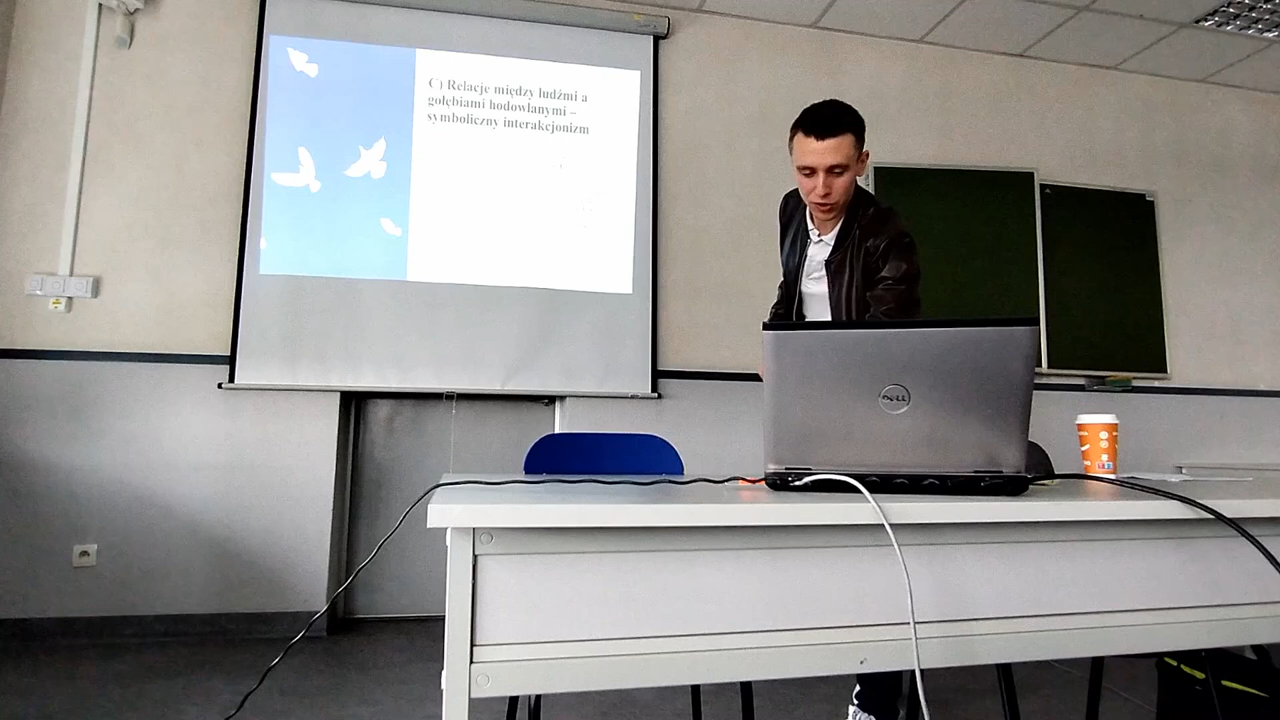 C) Relacje między ludźmi a
gołębiami hodowlanymi –
symboliczny interakcjonizm
DELL